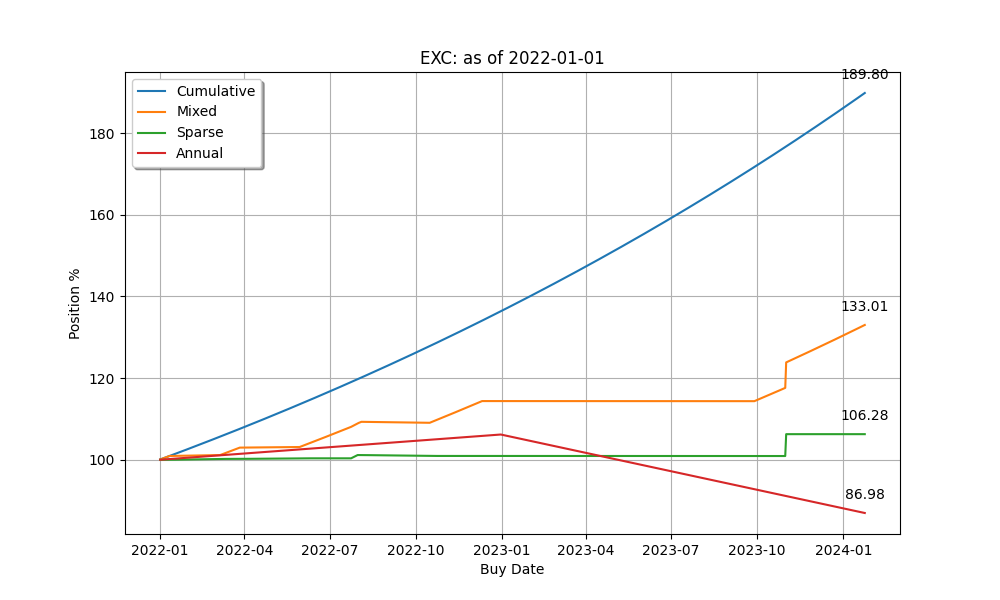 EXC: as of 2022-01-01
189.80
Cumulative
Mixed
Sparse
Annual
180
160
140
120
100
Position %
133.01
106.28
86.98
2022-01 2022-04 2022-07 2022-10 2023-01 2023-04 2023-07 2023-10 2024-01
Buy Date